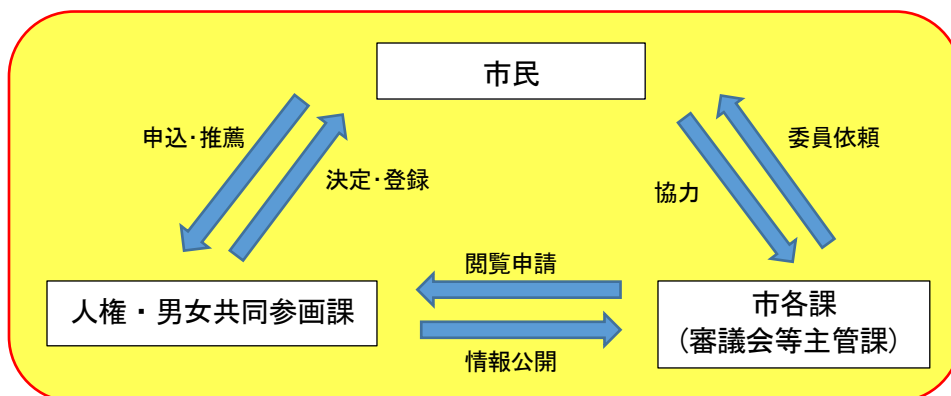 市民
申込・推薦
決定・登録
委員依頼
協力
閲覧申請
人権・男女共同参画課
市各課
(審議会等主管課)
情報公開